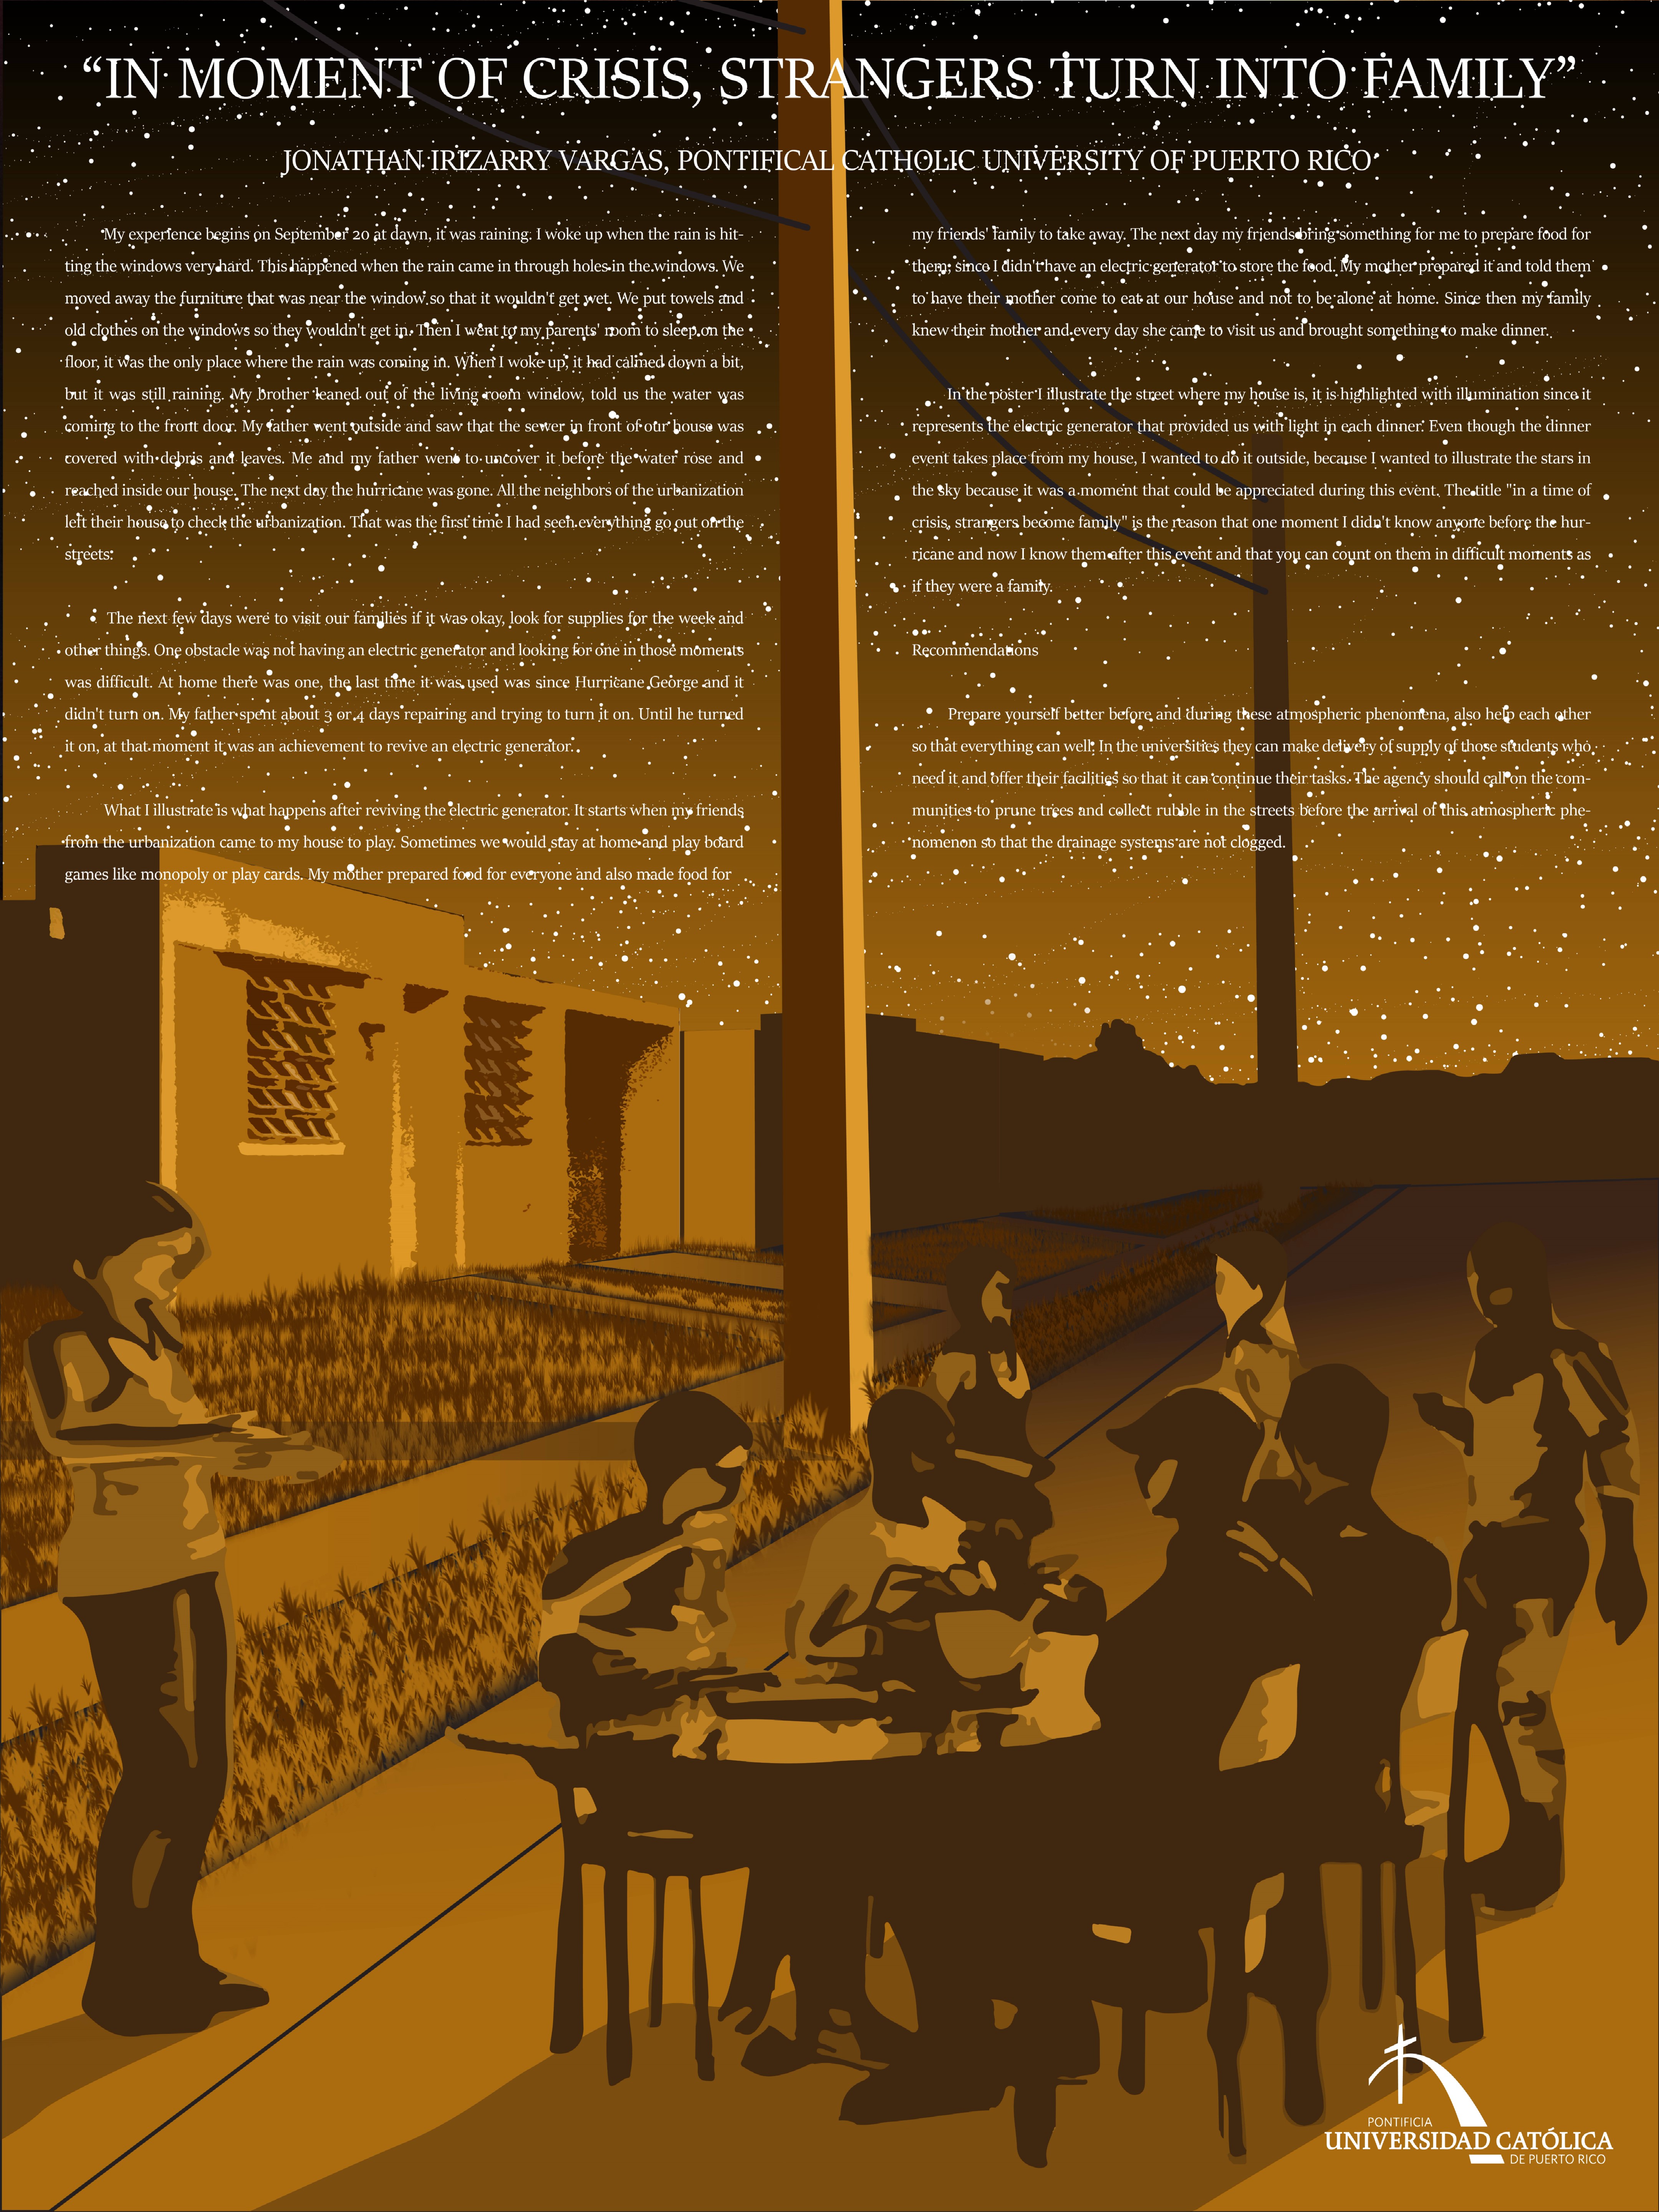 “IN MOMENT OF CRISIS, STRANGERS TURN INTO FAMILY”
JONATHAN IRIZARRY VARGAS, PONTIFICAL CATHOLIC UNIVERSITY OF PUERTO RICO
My experience begins on September 20 at dawn, it was raining. I woke up when the rain is hit-
ting the windows very hard. This happened when the rain came in through holes in the windows. We
moved away the furniture that was near the window so that it wouldn't get wet. We put towels and
old clothes on the windows so they wouldn't get in. Then I went to my parents' room to sleep on the
floor, it was the only place where the rain was coming in. When I woke up, it had calmed down a bit,
but it was still raining. My brother leaned out of the living room window, told us the water was
coming to the front door. My father went outside and saw that the sewer in front of our house was
covered with debris and leaves. Me and my father went to uncover it before the water rose and
reached inside our house. The next day the hurricane was gone. All the neighbors of the urbanization
left their house to check the urbanization. That was the first time I had seen everything go out on the
streets.
The next few days were to visit our families if it was okay, look for supplies for the week and
other things. One obstacle was not having an electric generator and looking for one in those moments
was difficult. At home there was one, the last time it was used was since Hurricane George and it
didn't turn on. My father spent about 3 or 4 days repairing and trying to turn it on. Until he turned
it on, at that moment it was an achievement to revive an electric generator.
What I illustrate is what happens after reviving the electric generator. It starts when my friends
from the urbanization came to my house to play. Sometimes we would stay at home and play board
games like monopoly or play cards. My mother prepared food for everyone and also made food for
my friends' family to take away. The next day my friends bring something for me to prepare food for
them; since I didn't have an electric generator to store the food. My mother prepared it and told them
to have their mother come to eat at our house and not to be alone at home. Since then my family
knew their mother and every day she came to visit us and brought something to make dinner.
In the poster I illustrate the street where my house is, it is highlighted with illumination since it
represents the electric generator that provided us with light in each dinner. Even though the dinner
event takes place from my house, I wanted to do it outside, because I wanted to illustrate the stars in
the sky because it was a moment that could be appreciated during this event. The title "in a time of
crisis, strangers become family" is the reason that one moment I didn't know anyone before the hur-
ricane and now I know them after this event and that you can count on them in difficult moments as
if they were a family.
Recommendations
Prepare yourself better before and during these atmospheric phenomena, also help each other
so that everything can well. In the universities they can make delivery of supply of those students who
need it and offer their facilities so that it can continue their tasks. The agency should call on the com-
munities to prune trees and collect rubble in the streets before the arrival of this atmospheric phe-
nomenon so that the drainage systems are not clogged.
PONTIFICIA
UNIVERSIDAD CATÓLICA
DE PUERTO RICO